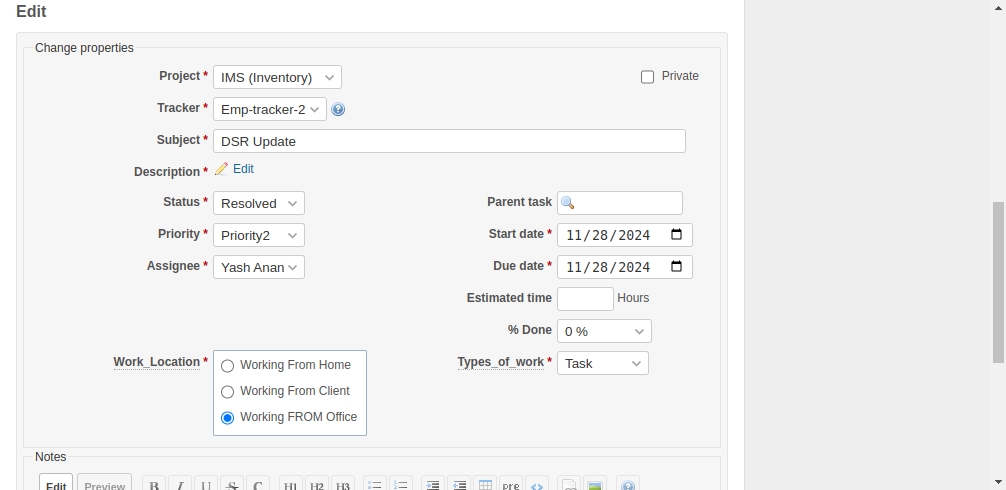 Edit
Change properties
Project * IMS (Inventory) Private
Tracker * Emp-tracker-2
Subject * DSR Update
Description * Edit
Status * Resolved Parent task
Priority * Priority2 Start date * 11/28/2024
Assignee * Yash Anan Due date * 11/28/2024
Estimated time Hours
% Done 0 %
Work_Location * Working From Home Types_of_work * Task
Working From Client
Working FROM Office
Notes
Edit Preview B I U S C H1 H2 H3 pre